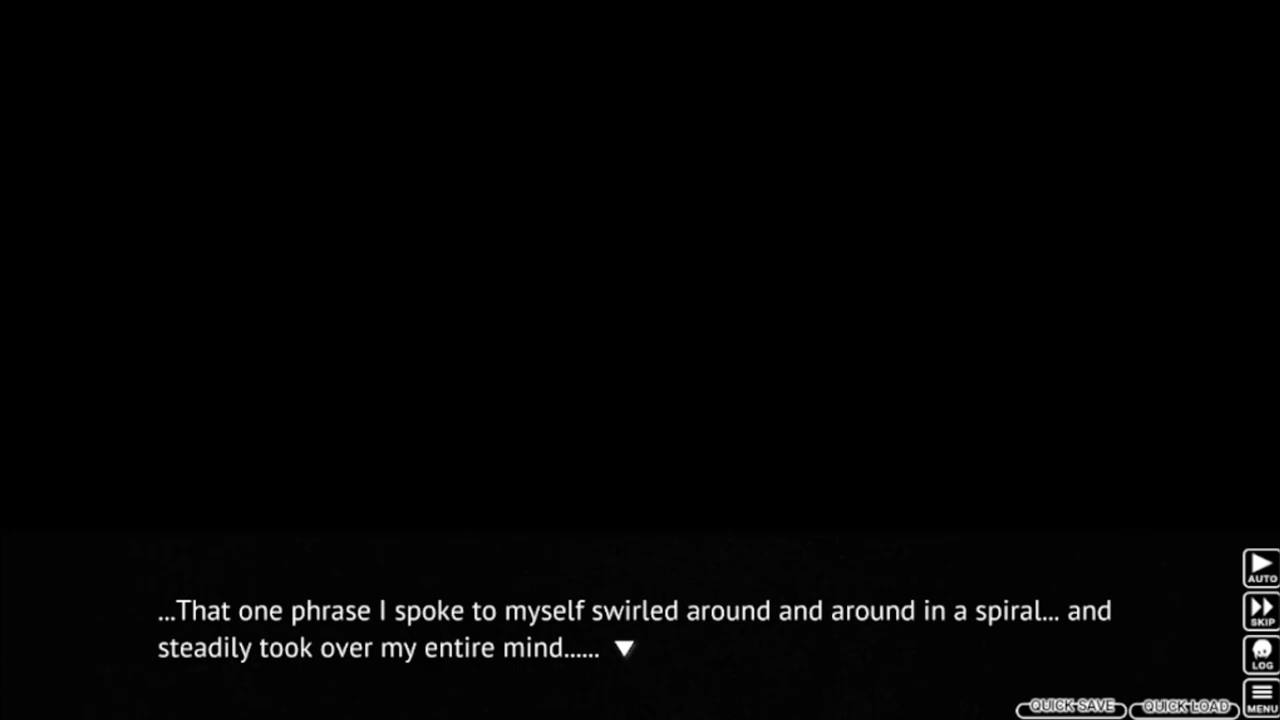 ...That one phrase I spoke to myself swirled around and around in a spiral... and
steadily took over my entire mind......
AUTO
SKIP
LOG
MENU
QUICK SAVE QUICK LOAD